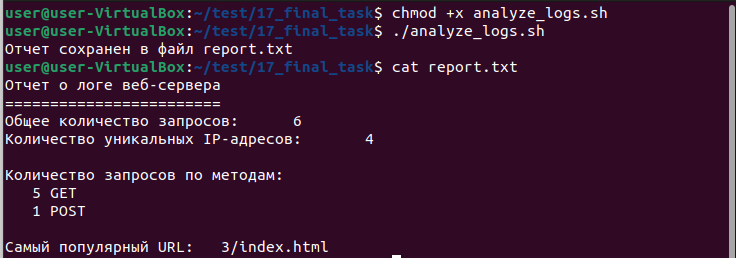 user@user-VirtualBox:~/test/17_final_task$ chmod +x analyze_logs.sh
user@user-VirtualBox:~/test/17_final_task$ ./analyze_logs.sh
Отчет сохранен в файл report.txt
user@user-VirtualBox:~/test/17_final_task$ cat report.txt
Отчет о логе веб-сервера
========================
Общее количество запросов:      6
Количество уникальных IP-адресов:       4

Количество запросов по методам:
   5 GET
   1 POST

Самый популярный URL:   3/index.html